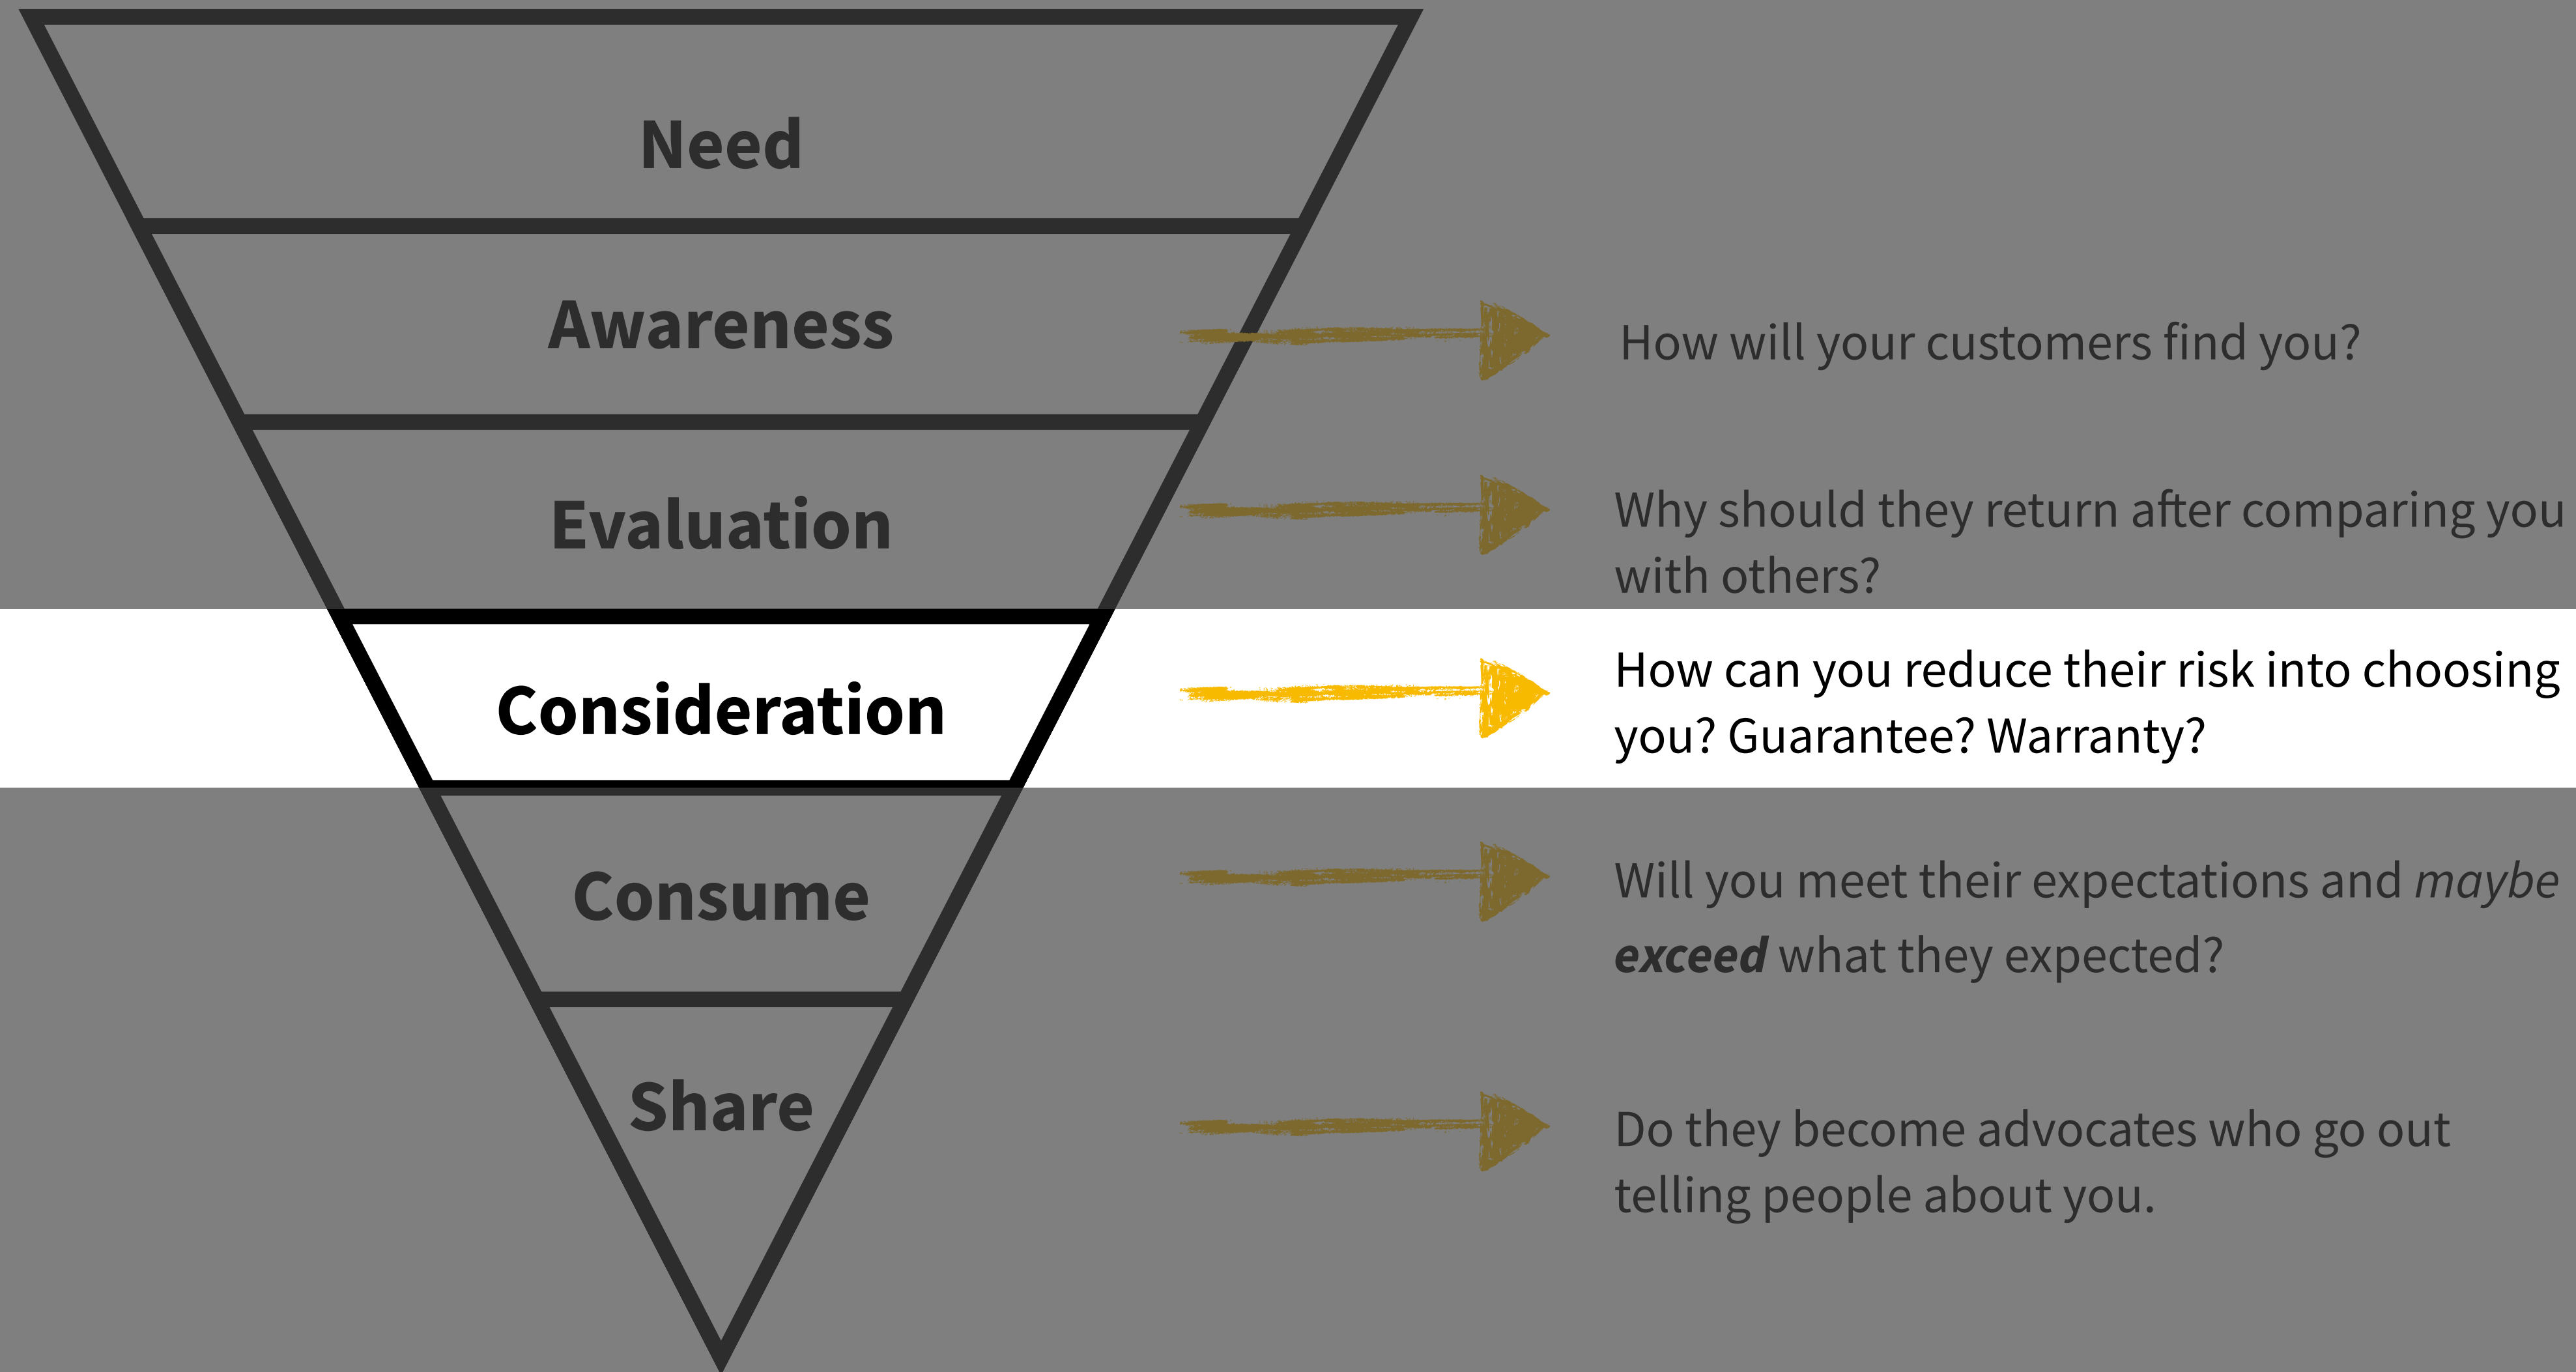 Need
Awareness
How will your customers find you?
Evaluation
Why should they return after comparing you
with others?
Consideration
How can you reduce their risk into choosing
you? Guarantee? Warranty?
Consume
Will you meet their expectations and maybe
exceed what they expected?
Share
Do they become advocates who go out
telling people about you.